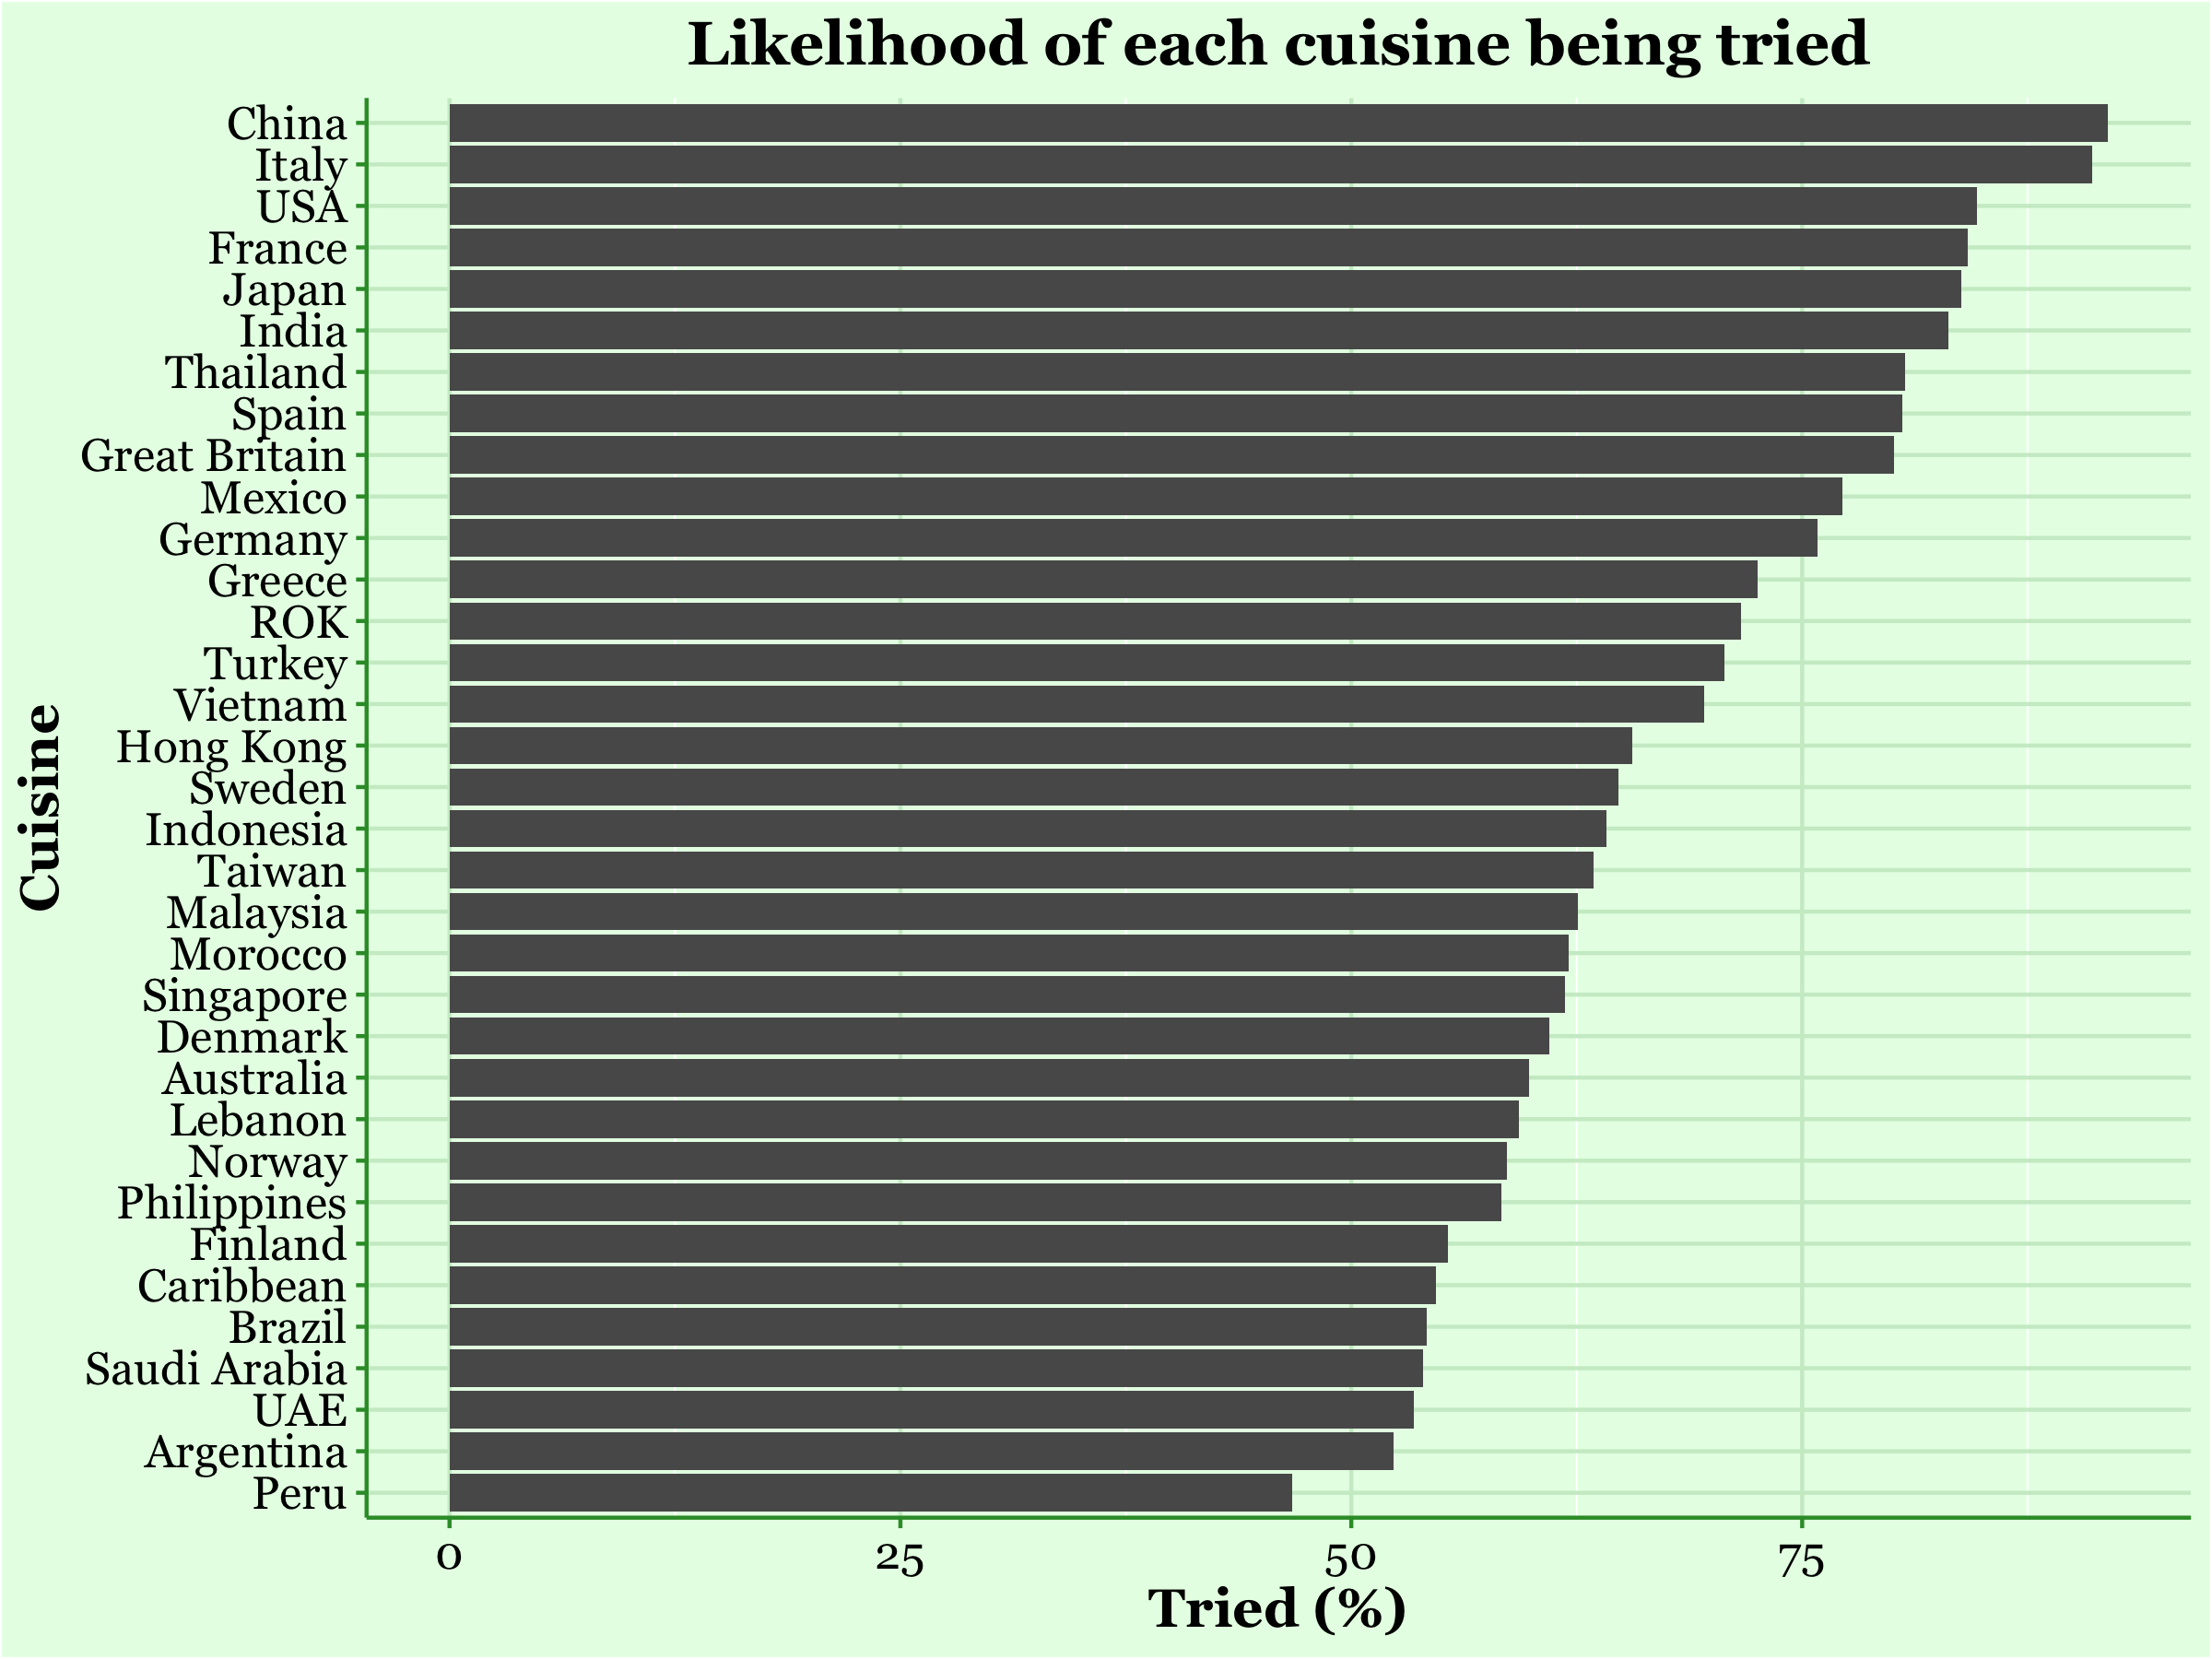 Likelihood of each cuisine being tried
China
Italy
USA
France
Japan
India
Thailand
Spain
Great Britain
Mexico
Germany
Greece
ROK
Turkey
Vietnam
Hong Kong
Sweden
Indonesia
Taiwan
Malaysia
Morocco
Singapore
Denmark
Australia
Lebanon
Norway
Philippines
Finland
Caribbean
Brazil
Saudi Arabia
UAE
Argentina
Peru
Cuisine
0 25 50 75
Tried (%)